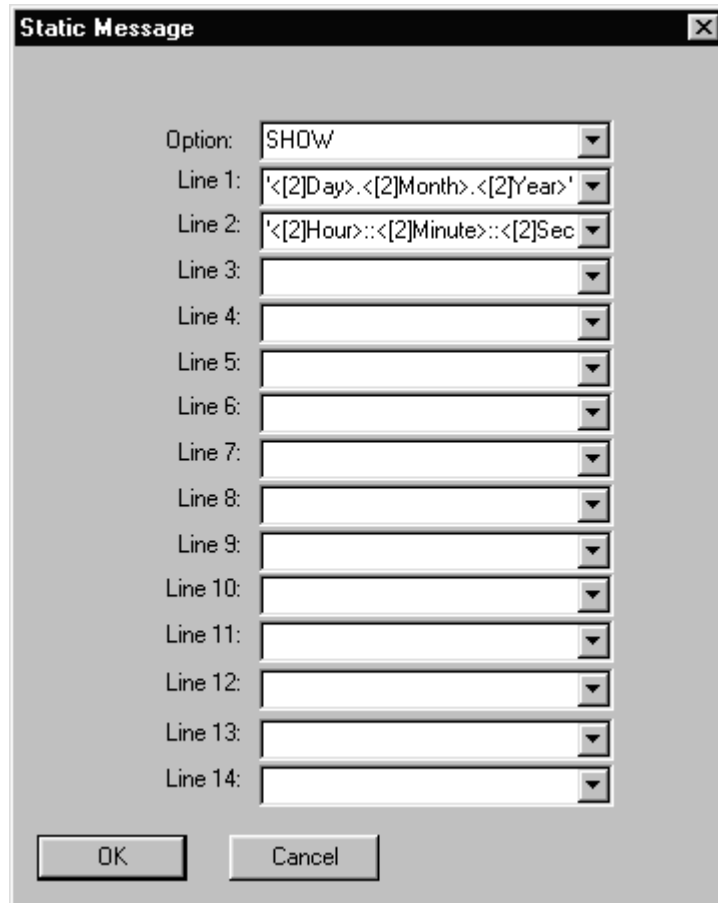 Static Message
Option: SHOW
Line 1: '<[2]Day>.<[2]Month>.<[2]Year>'
Line 2: '<[2]Hour>::<[2]Minute>::<[2]Sec
Line 3:
Line 4:
Line 5:
Line 6:
Line 7:
Line 8:
Line 9:
Line 10:
Line 11:
Line 12:
Line 13:
Line 14:
OK Cancel